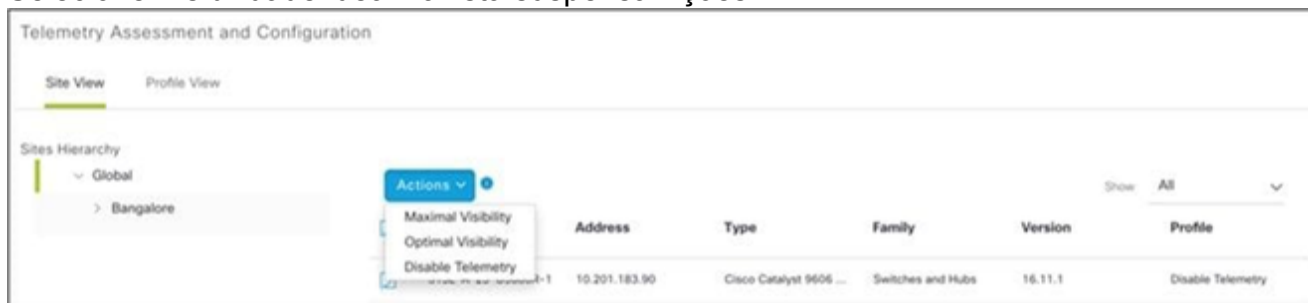 Telemetry Assessment and Configuration
Site View Profile View
Sites Hierarchy
Global
Bangalore
Actions
Show All
Maximal Visibility
Optimal Visibility
Disable Telemetry
Address Type Family Version Profile
10.201.183.90 Cisco Catalyst 9606 ... Switches and Hubs 16.11.1 Disable Telemetry